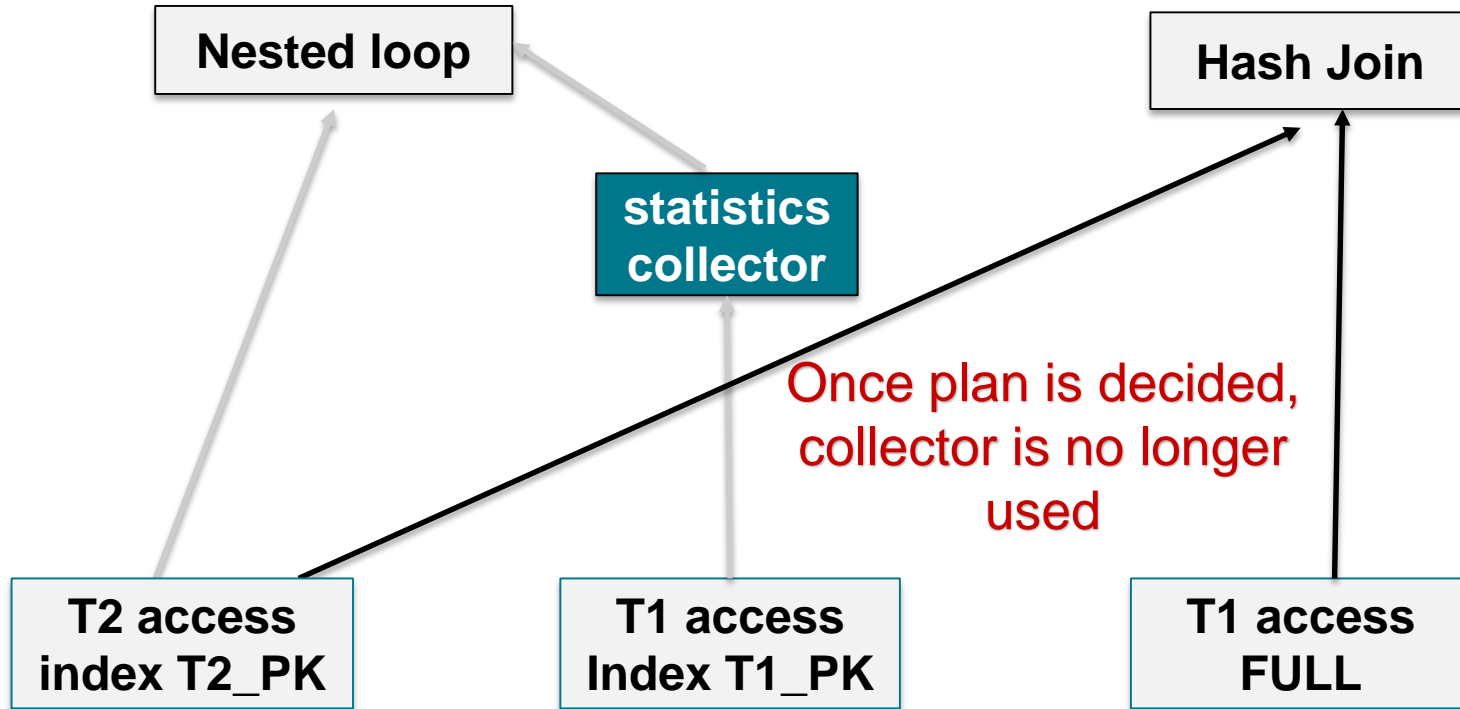 Nested loop
Hash Join
statistics
collector
Once plan is decided,
collector is no longer
used
T2 access
index T2_PK
T1 access
Index T1_PK
T1 access
FULL